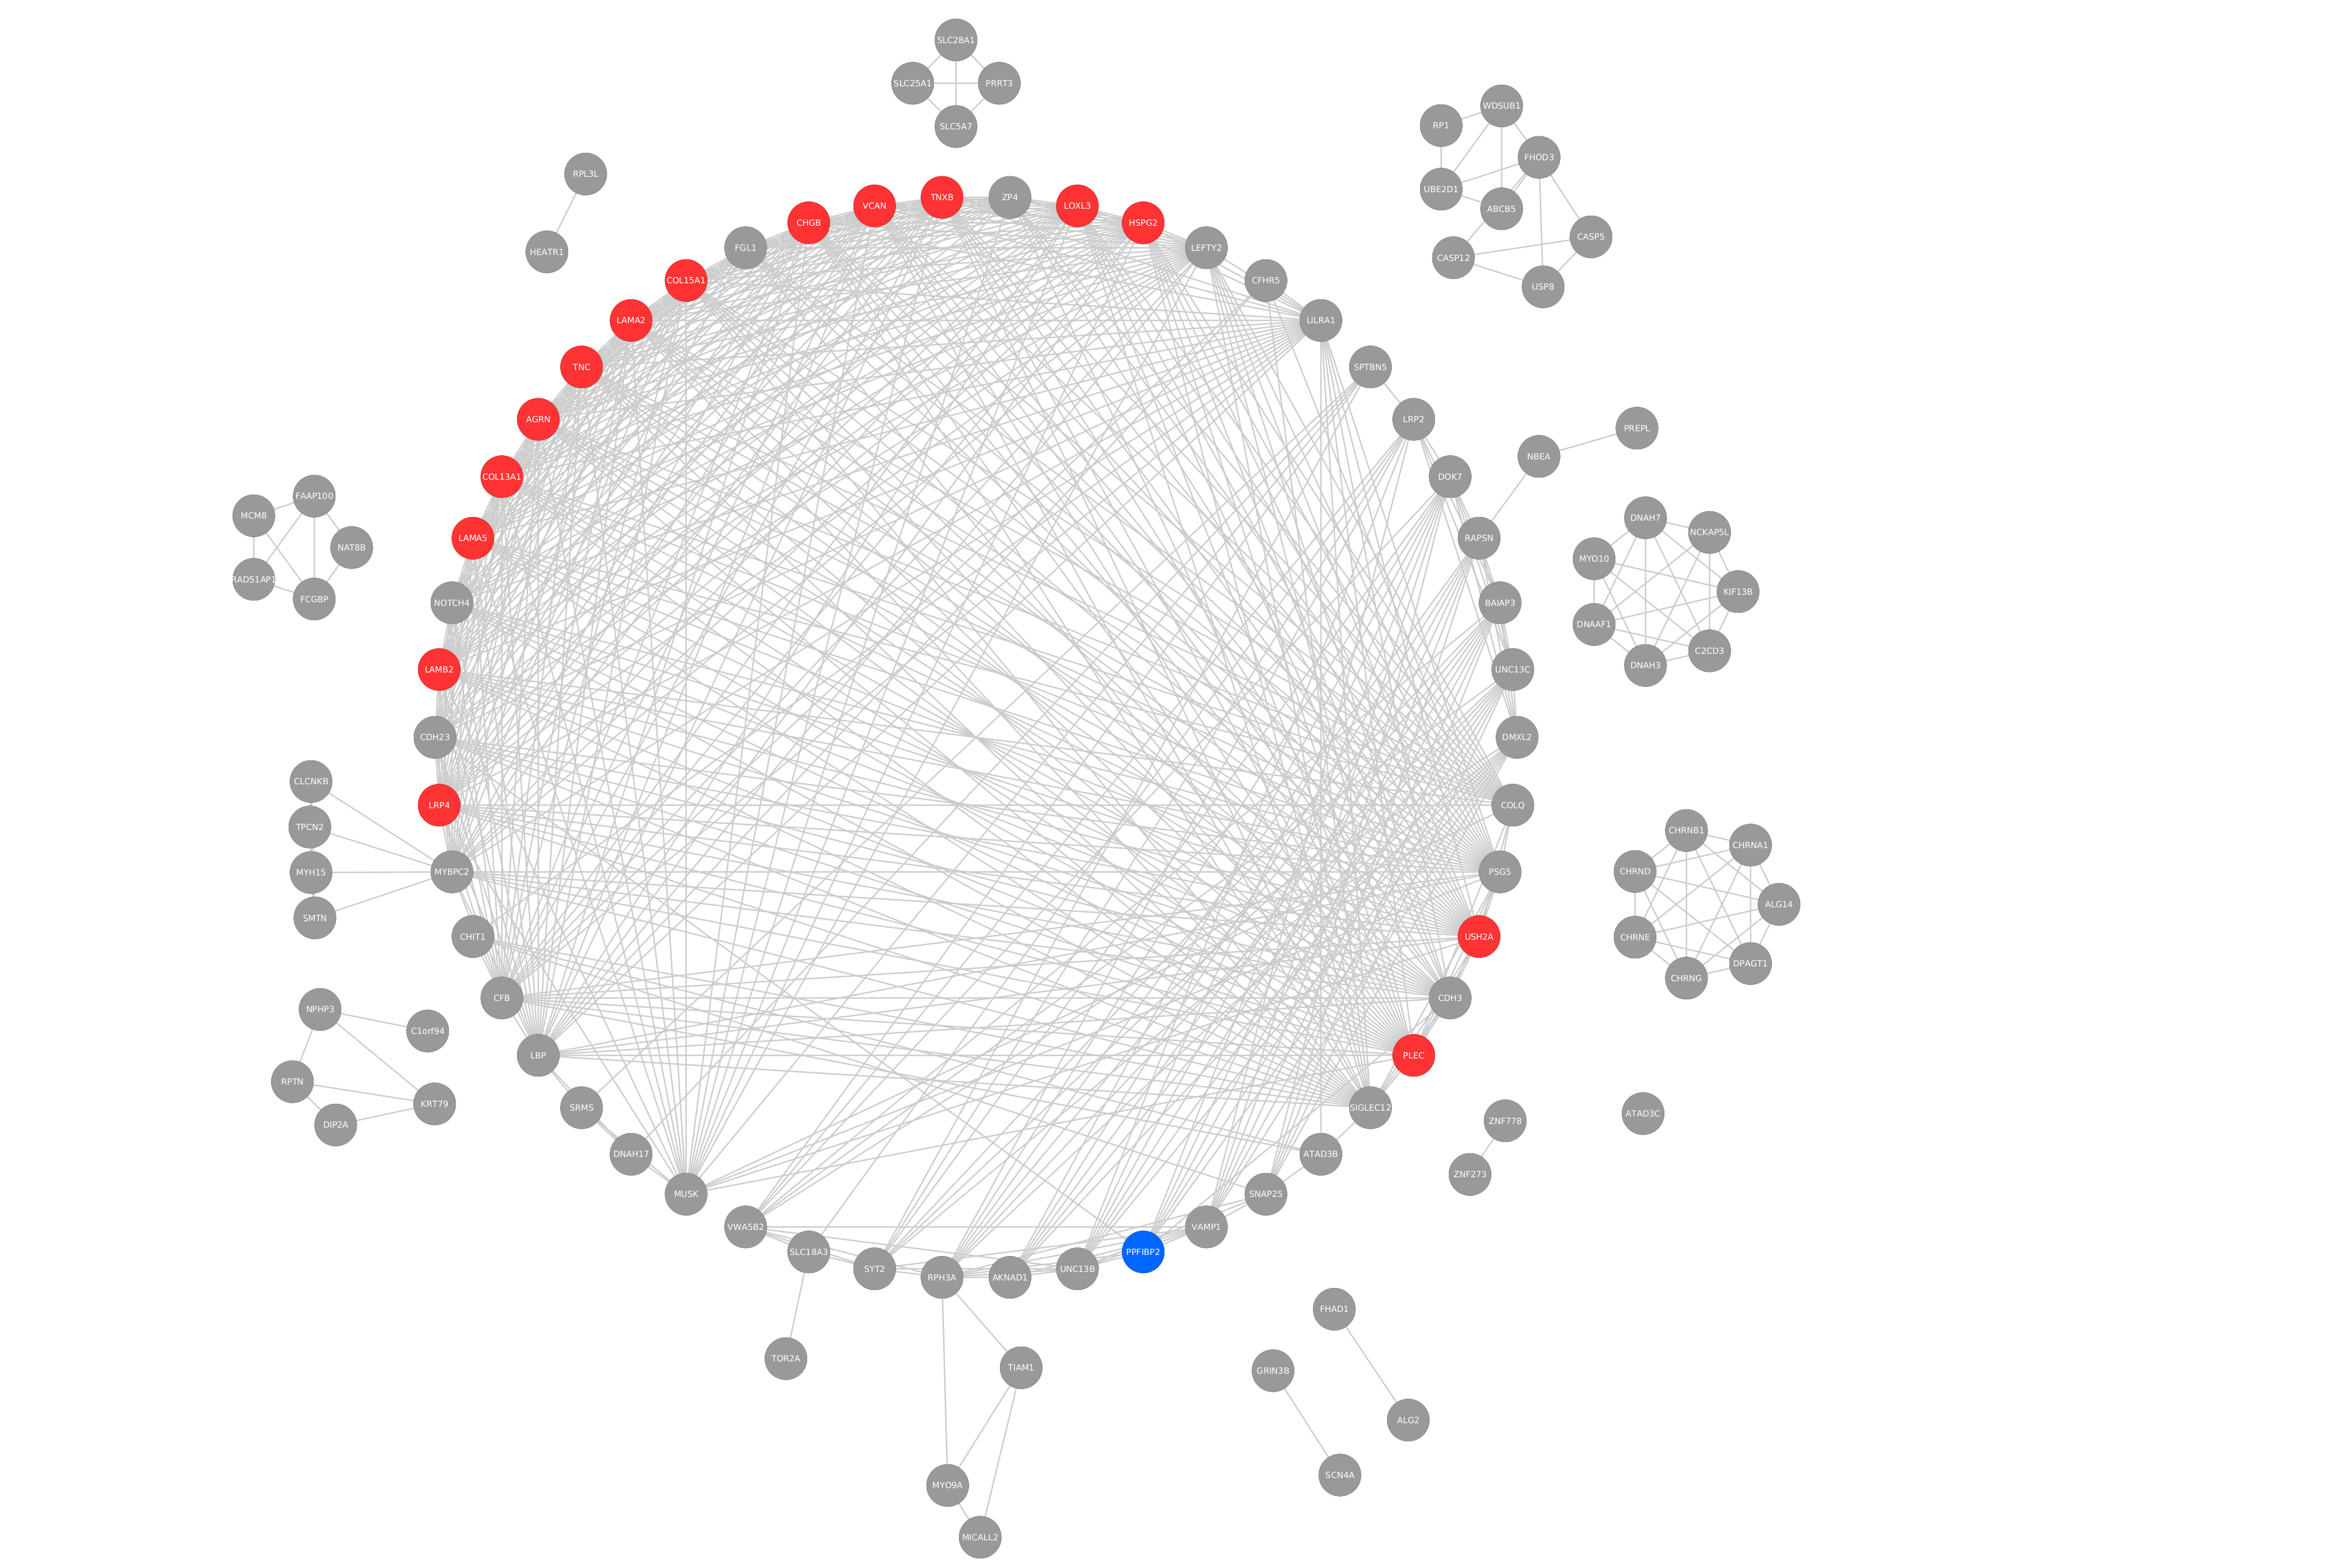 SLC28A1
SLC25A1
PRRT3
SLC5A7
WDSUB1
RP1
FHOD3
UBE2D1
ABCB5
CASP5
CASP12
USP8
RPL3L
HEATR1
TNXB
ZP4
VCAN
LOXL3
CHGB
HSPG2
FGL1
LEFTY2
COL15A1
CFHR5
LAMA2
LILRA1
TNC
SPTBN5
AGRN
LRP2
COL13A1
DOK7
LAMA5
RAPSN
NOTCH4
BAIAP3
LAMB2
UNC13C
CDH23
DMXL2
LRP4
COLQ
MYBPC2
PSG5
CHIT1
USH2A
CFB
CDH3
LBP
PLEC
SRMS
SIGLEC12
DNAH17
ATAD3B
MUSK
SNAP25
VWA5B2
VAMP1
SLC18A3
PPFIBP2
SYT2
UNC13B
RPH3A
AKNAD1
PREPL
NBEA
DNAH7
NCKAP5L
MYO10
KIF13B
DNAAF1
C2CD3
DNAH3
FAAP100
MCM8
NAT8B
RAD51AP1
FCGBP
CLCNKB
TPCN2
MYH15
SMTN
CHRNB1
CHRNA1
CHRND
ALG14
CHRNE
DPAGT1
CHRNG
NPHP3
C1orf94
RPTN
KRT79
DIP2A
ATAD3C
ZNF778
ZNF273
TOR2A
TIAM1
MYO9A
MICALL2
FHAD1
GRIN3B
ALG2
SCN4A